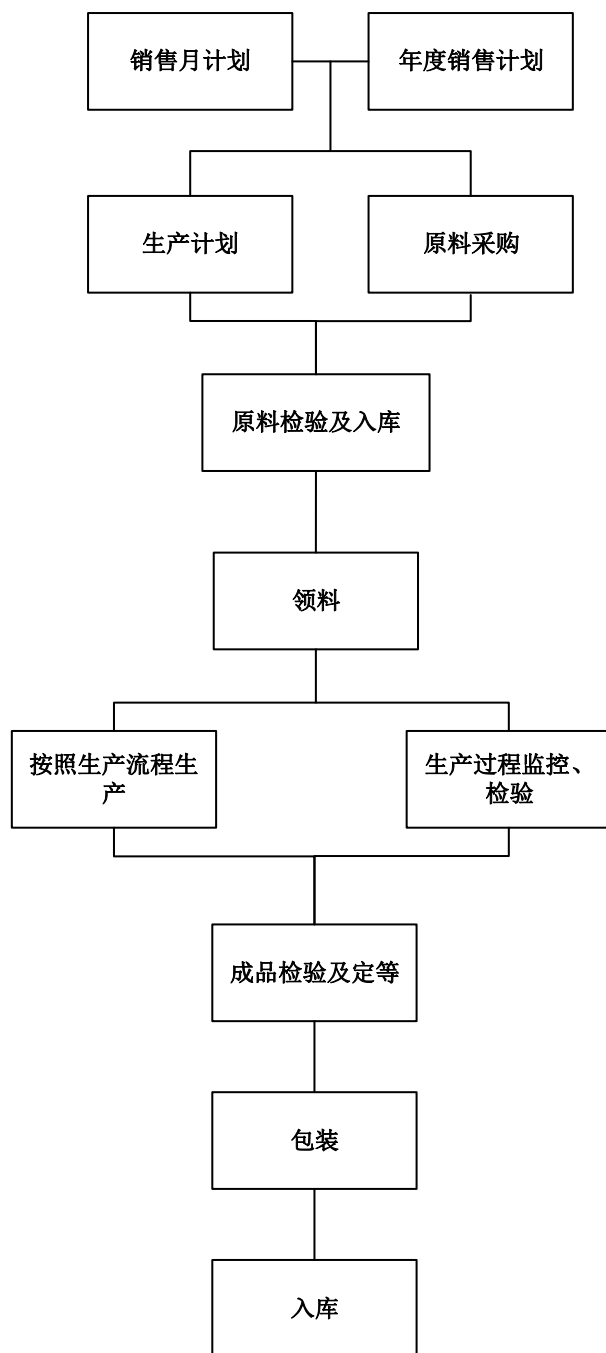 销售月计划
年度销售计划
生产计划
原料采购
原料检验及入库
领料
按照生产流程生
产
生产过程监控、
检验
成品检验及定等
包装
入库